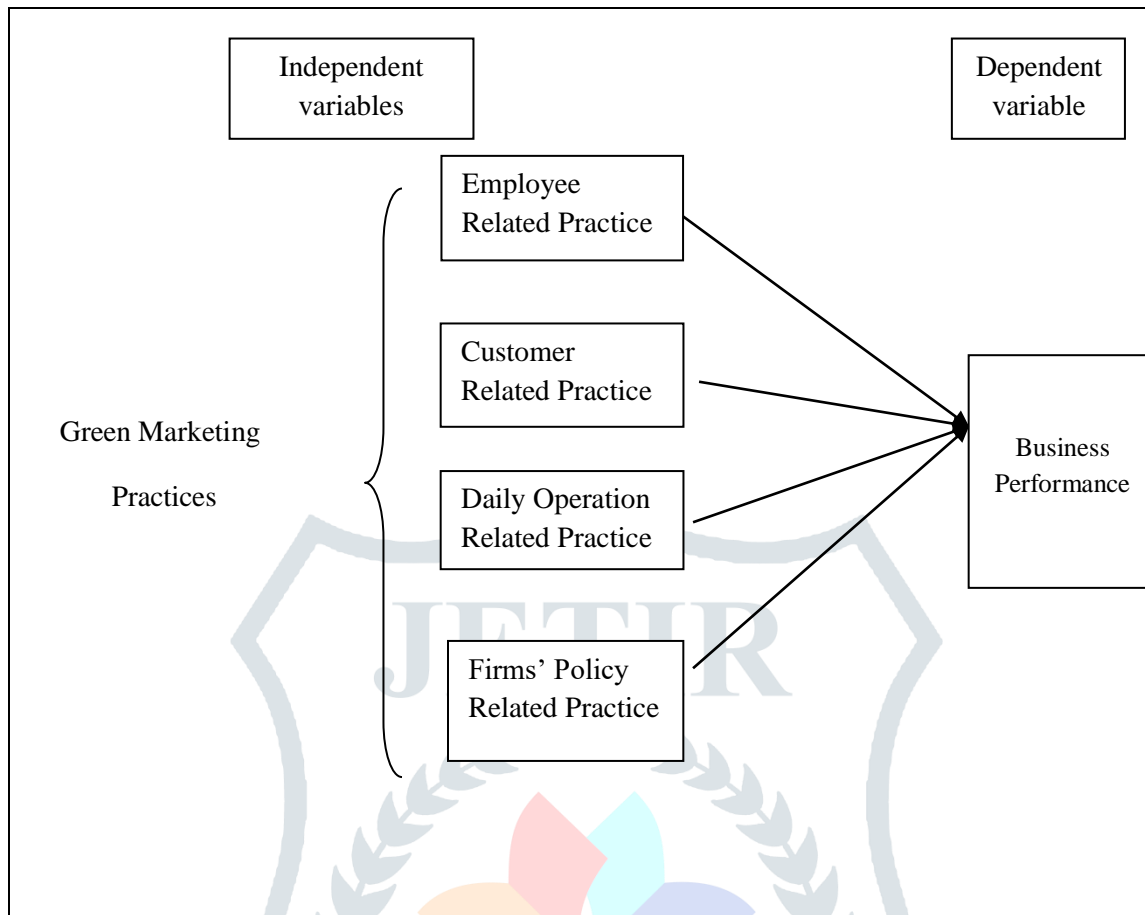 Independent
variables
Dependent
variable
Employee
Related Practice
Customer
Related Practice
Green Marketing
Practices
Daily Operation
Related Practice
Business
Performance
Firms’ Policy
Related Practice
JETIR